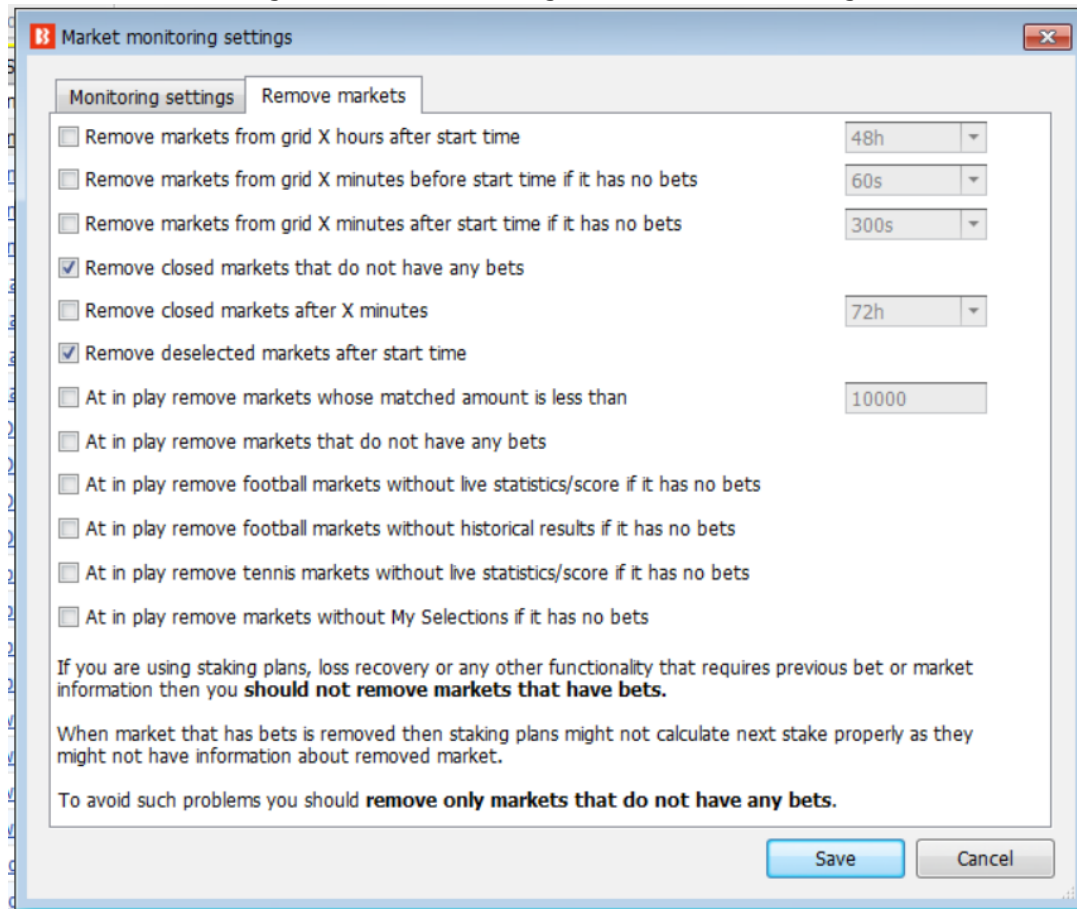 Market monitoring settings
Monitoring settings
Remove markets
Remove markets from grid X hours after start time
48h
Remove markets from grid X minutes before start time if it has no bets
60s
Remove markets from grid X minutes after start time if it has no bets
300s
Remove closed markets that do not have any bets
Remove closed markets after X minutes
72h
Remove deselected markets after start time
At in play remove markets whose matched amount is less than
10000
At in play remove markets that do not have any bets
At in play remove football markets without live statistics/score if it has no bets
At in play remove football markets without historical results if it has no bets
At in play remove tennis markets without live statistics/score if it has no bets
At in play remove markets without My Selections if it has no bets
If you are using staking plans, loss recovery or any other functionality that requires previous bet or market
information then you should not remove markets that have bets.
When market that has bets is removed then staking plans might not calculate next stake properly as they
might not have information about removed market.
To avoid such problems you should remove only markets that do not have any bets.
Save
Cancel